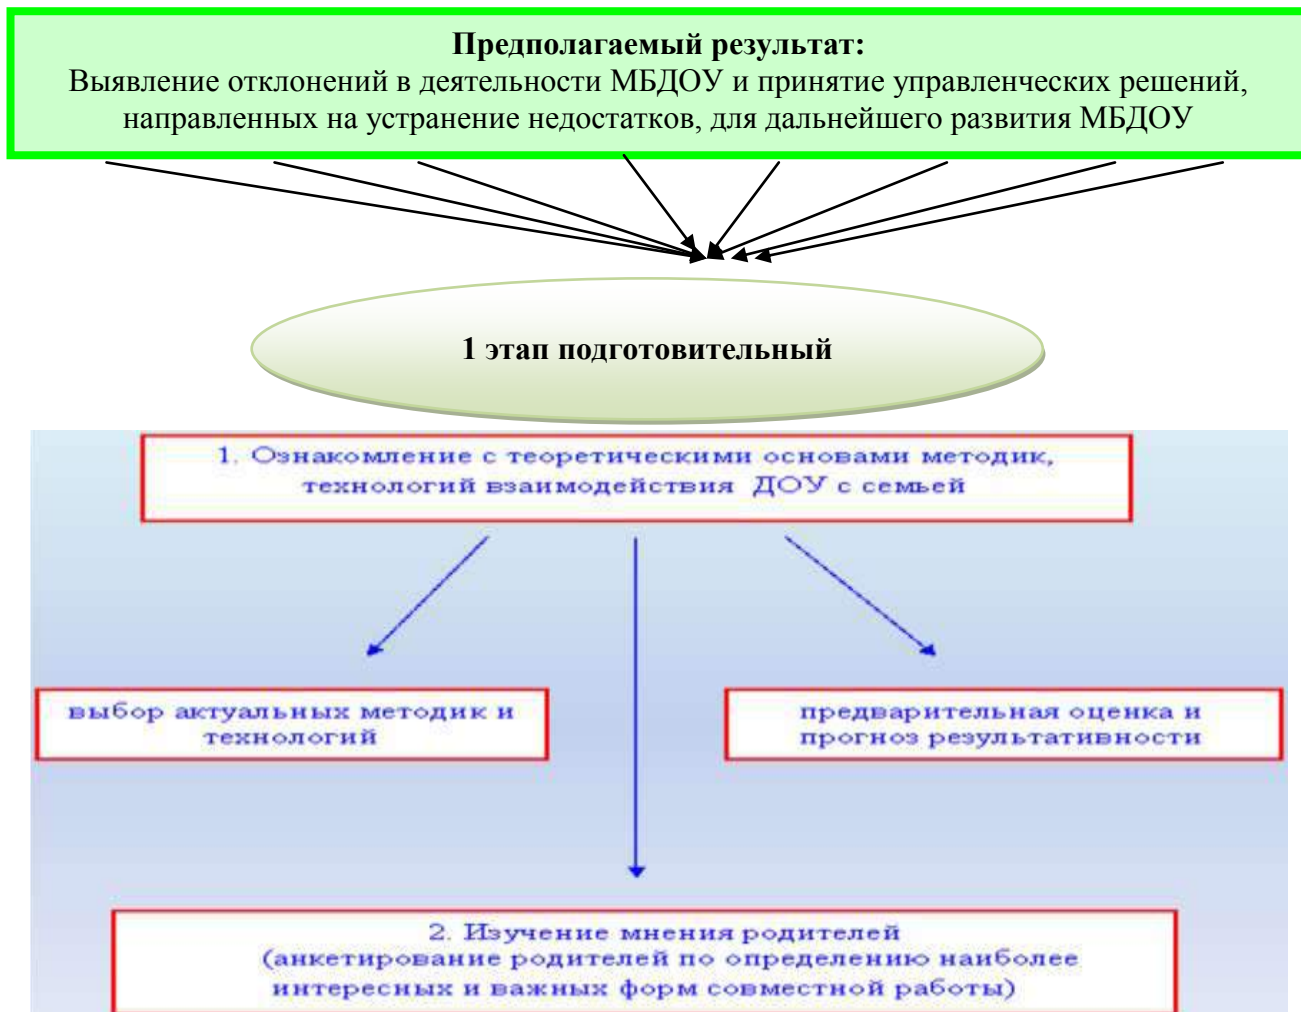 Предполагаемый результат:
Выявление отклонений в деятельности МБДОУ и принятие управленческих решений,
направленных на устранение недостатков, для дальнейшего развития МБДОУ
1 этап подготовительный
1. Ознакомление с теоретическими основами методик,
технологий взаимодействия ДОУ с семьей
выбор актуальных методик и
технологий
предварительная оценка и
прогноз результативности
2. Изучение мнения родителей
(анкетирование родителей по определению наиболее
интересных и важных форм совместной работы)